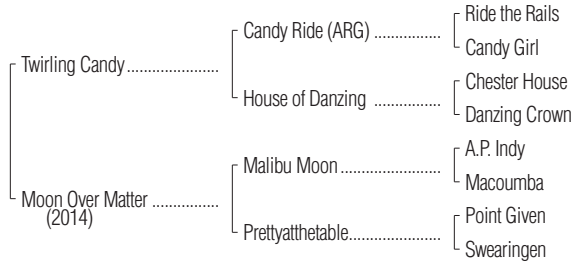 Ride the Rails
Candy Ride (ARG) ................
Candy Girl
Twirling Candy ......................
Chester House
House of Danzing ................
Danzing Crown
A.P. Indy
Malibu Moon ........................
Macoumba
Moon Over Matter ................
(2014)
Point Given
Prettyatthetable......................
Swearingen